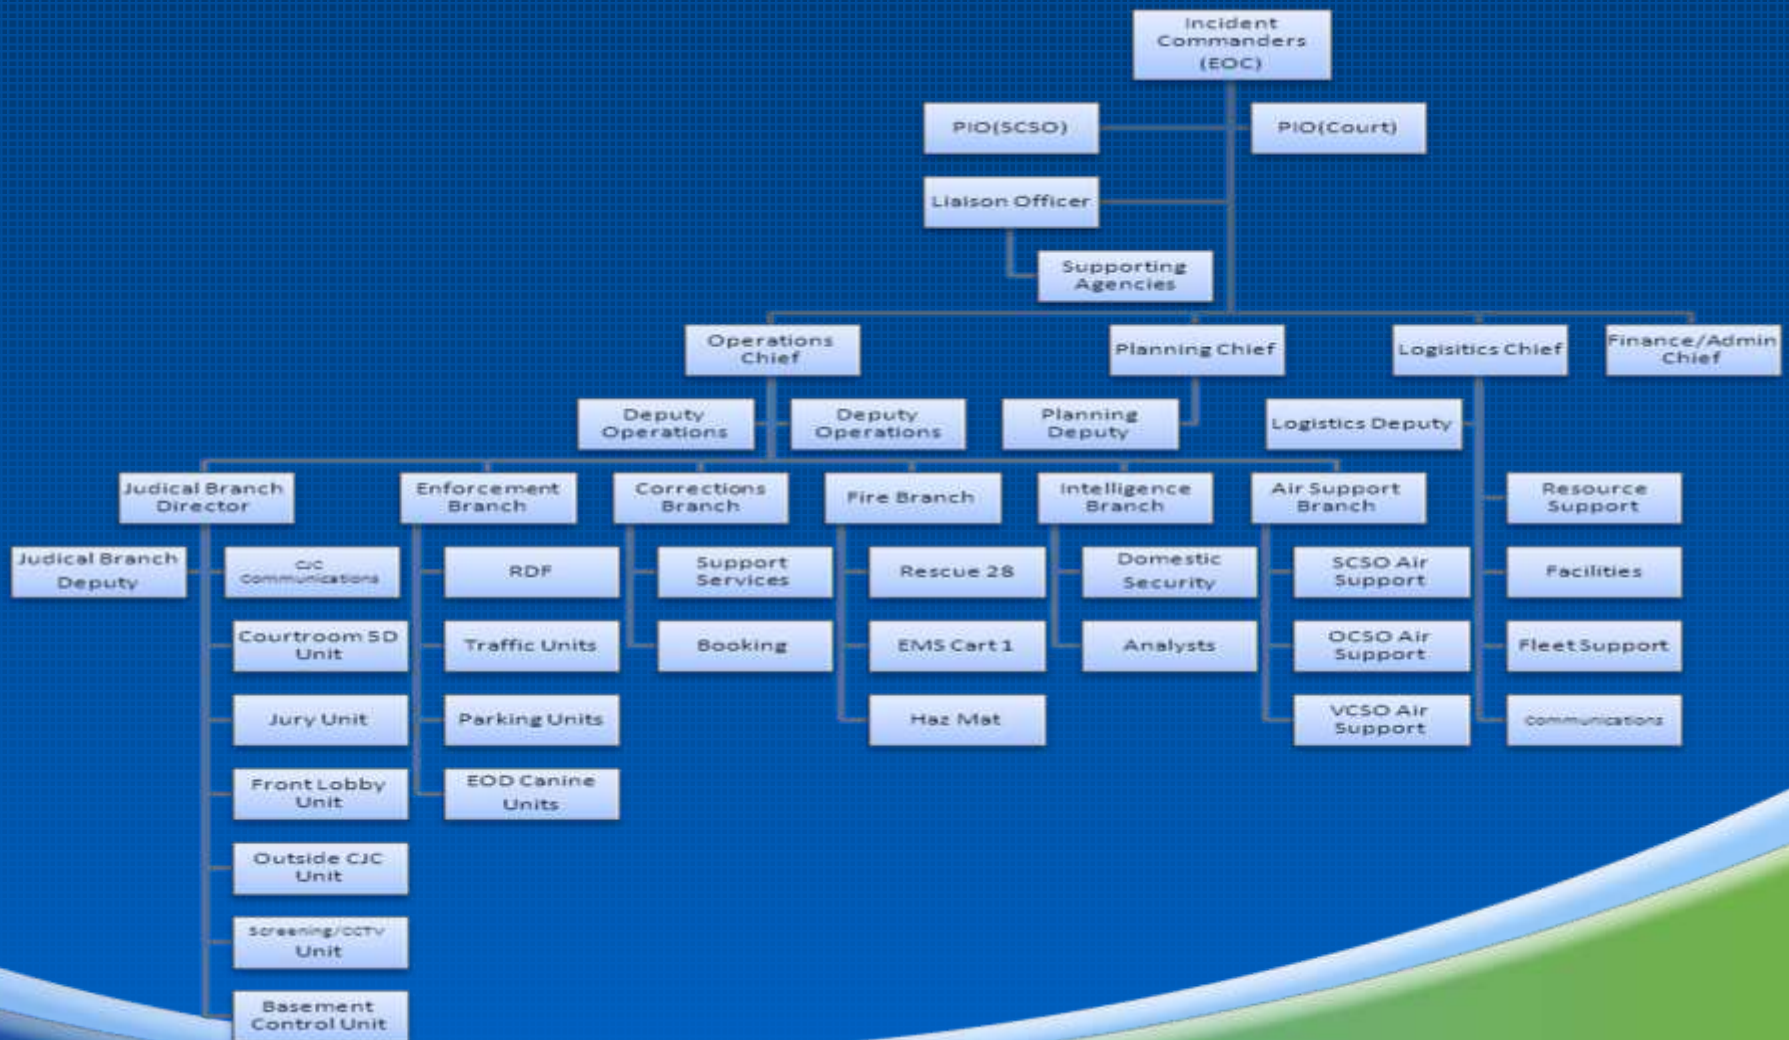 Incident
Commanders
(EOC)
PIO(SCSO)
PIO(Court)
Liaison Officer
Supporting
Agencies
Operations
Chief
Planning Chief
Logisitics Chief
Finance/Admin
Chief
Deputy
Operations
Deputy
Operations
Planning
Deputy
Logistics Deputy
Judical Branch
Director
Enforcement
Branch
Corrections
Branch
Fire Branch
Intelligence
Branch
Air Support
Branch
Resource
Support
Judical Branch
Deputy
CJC
Communications
RDF
Support
Services
Rescue 28
Domestic
Security
SCSO Air
Support
Facilities
Courtroom 5D
Unit
Traffic Units
Booking
EMS Cart 1
Analysts
OCSO Air
Support
Fleet Support
Jury Unit
Parking Units
Haz Mat
VCSO Air
Support
Communications
Front Lobby
Unit
EOD Canine
Units
Outside CJC
Unit
Screening/CCTV
Unit
Basement
Control Unit